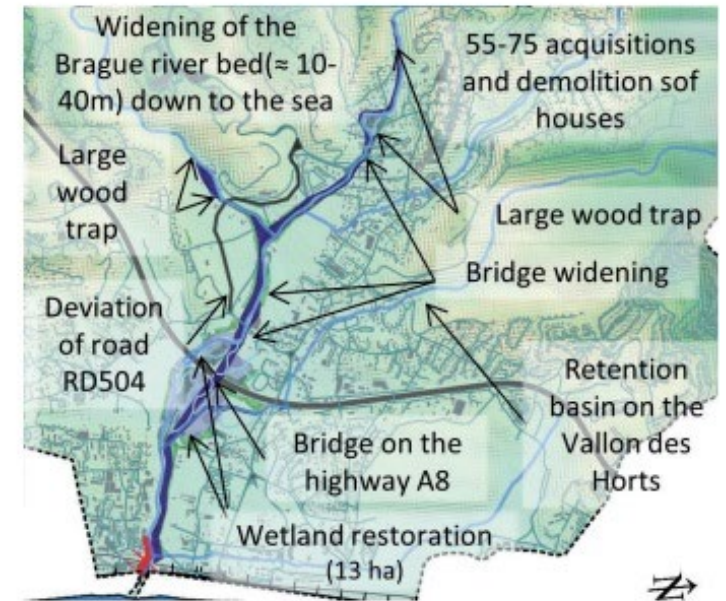 Widening of the
Brague river bed(≈ 10-
40m) down to the sea
55-75 acquisitions
and demolition sof
houses
Large
wood
trap
Large wood trap
Bridge widening
Deviation
of road
RD504
Retention
basin on the
Vallon des
Horts
Bridge on the
highway A8
Wetland restoration
(13 ha)
N